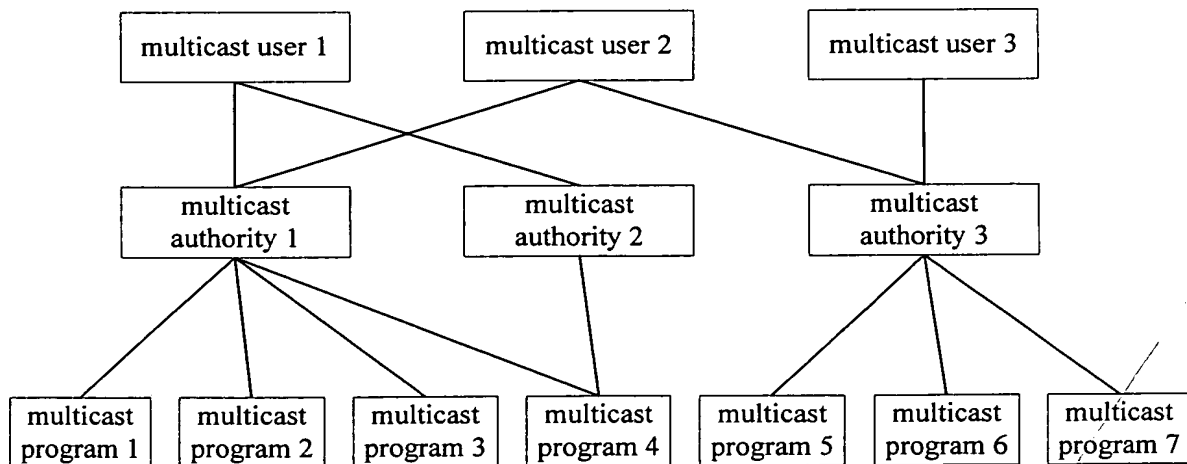 multicast user 1
multicast user 2
multicast user 3
multicast
authority 1
multicast
authority 2
multicast
authority 3
multicast
program 1
multicast
program 2
multicast
program 3
multicast
program 4
multicast
program 5
multicast
program 6
multicast
program 7